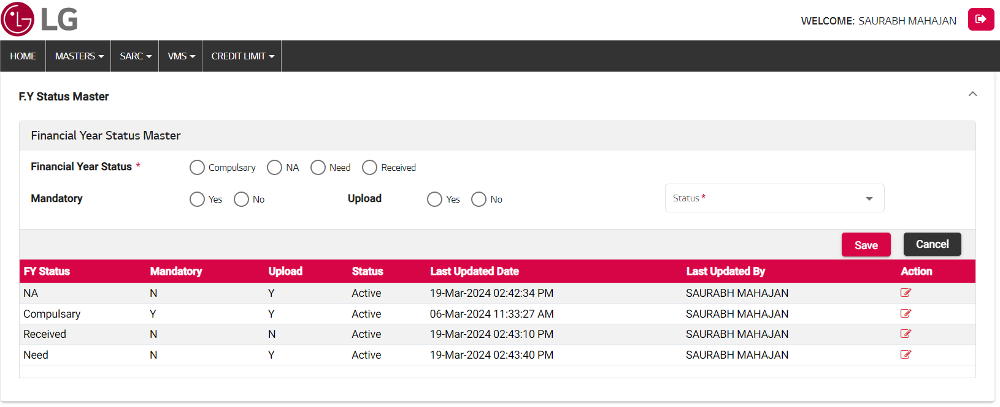 LG
WELCOME: SAURABH MAHAJAN
HOME MASTERS SARC VMS CREDIT LIMIT
F.Y Status Master
Financial Year Status Master
Financial Year Status * Compulsary NA Need Received
Mandatory Yes No Upload Yes No Status *
Save Cancel
FY Status Mandatory Upload Status Last Updated Date Last Updated By Action
NA N Y Active 19-Mar-2024 02:42:34 PM SAURABH MAHAJAN
Compulsary Y Y Active 06-Mar-2024 11:33:27 AM SAURABH MAHAJAN
Received N N Active 19-Mar-2024 02:43:10 PM SAURABH MAHAJAN
Need N Y Active 19-Mar-2024 02:43:40 PM SAURABH MAHAJAN